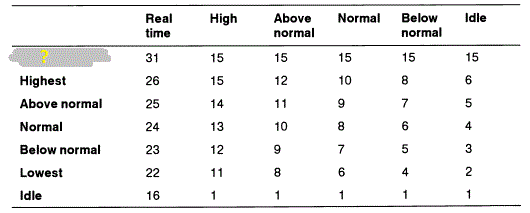 Real time High Above normal Normal Below normal Idle
? 31 15 15 15 15 15
Highest 26 15 12 10 8 6
Above normal 25 14 11 9 7 5
Normal 24 13 10 8 6 4
Below normal 23 12 9 7 5 3
Lowest 22 11 8 6 4 2
Idle 16 1 1 1 1 1